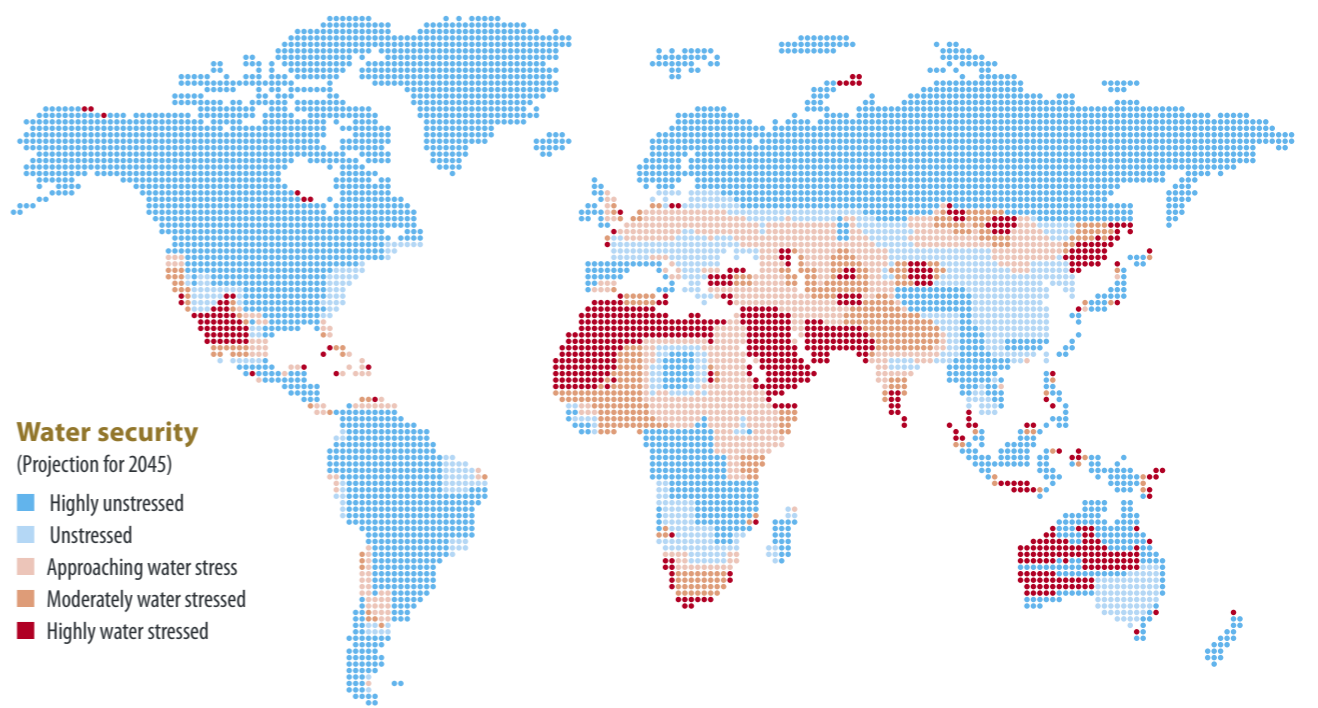 Water security
(Projection for 2045)
Highly unstressed
Unstressed
Approaching water stress
Moderately water stressed
Highly water stressed